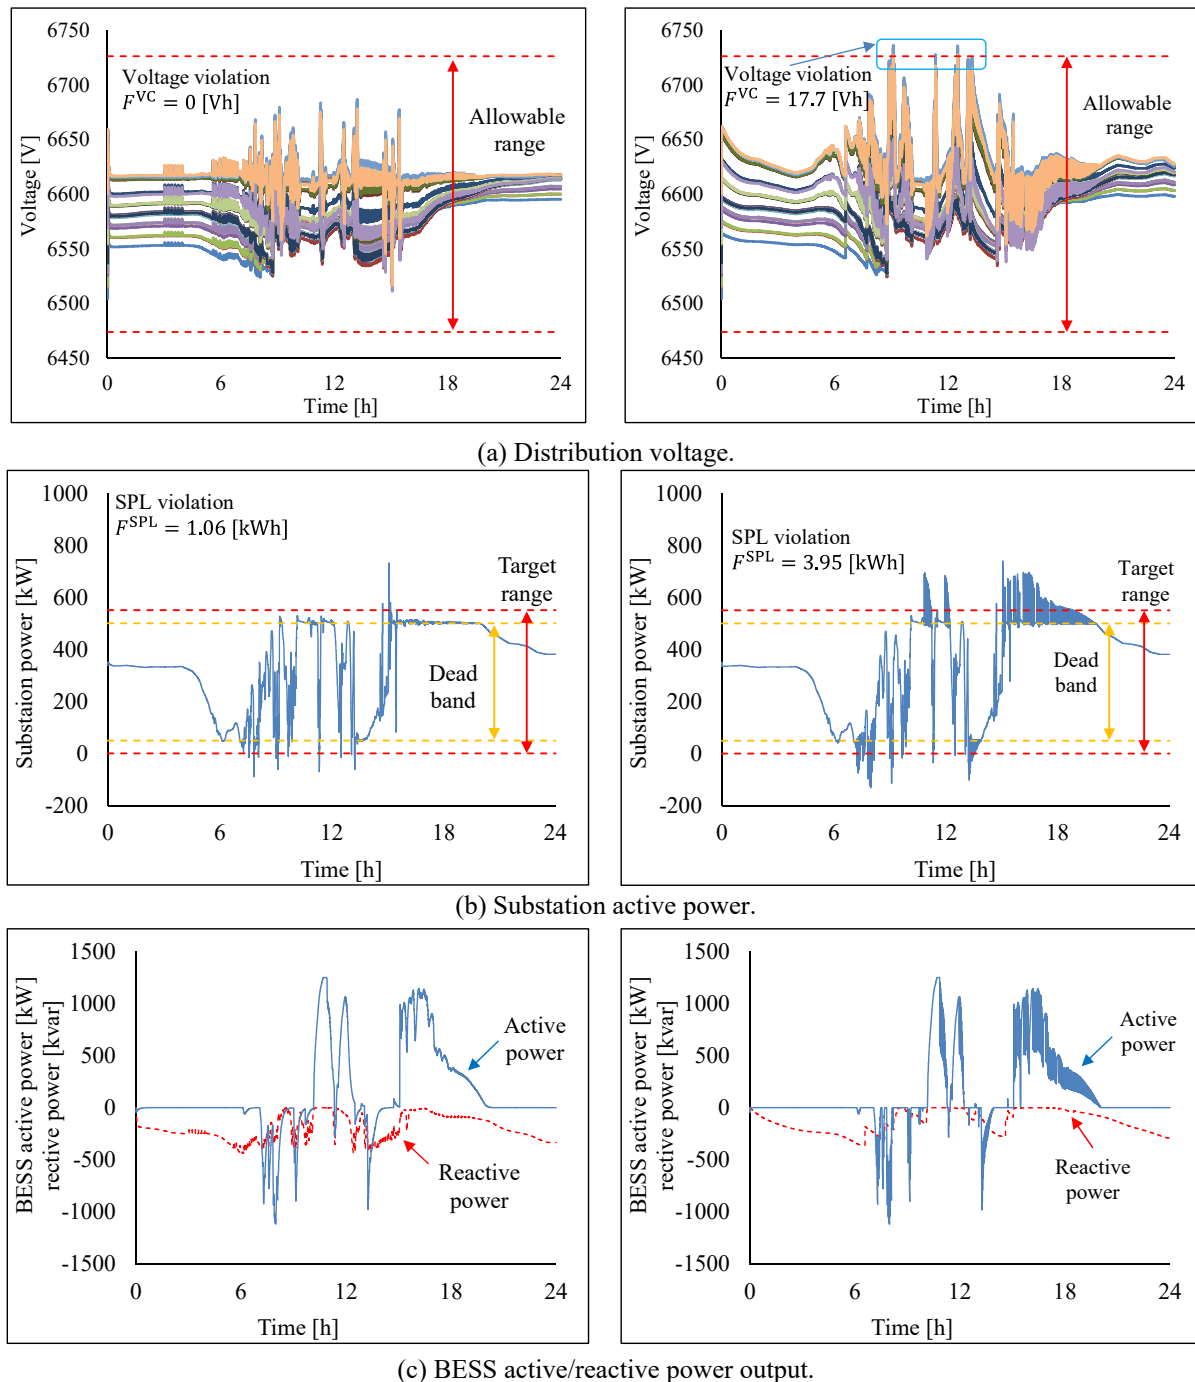 6750
6700
6650
6600
6550
6500
6450
Voltage [V]
Voltage violation
F^VC = 0 [Vh]
Allowable
range
0 6 12 18 24
Time [h]
6750
6700
6650
6600
6550
6500
6450
Voltage [V]
Voltage violation
F^VC = 17.7 [Vh]
Allowable
range
0 6 12 18 24
Time [h]
(a) Distribution voltage.
1000
800
600
400
200
0
-200
Substaion power [kW]
SPL violation
F^SPL = 1.06 [kWh]
Target
range
Dead
band
0 6 12 18 24
Time [h]
1000
800
600
400
200
0
-200
Substaion power [kW]
SPL violation
F^SPL = 3.95 [kWh]
Target
range
Dead
band
0 6 12 18 24
Time [h]
(b) Substation active power.
1500
1000
500
0
-500
-1000
-1500
BESS active power [kW]
rective power [kvar]
Active
power
Reactive
power
0 6 12 18 24
Time [h]
1500
1000
500
0
-500
-1000
-1500
BESS active power [kW]
rective power [kvar]
Active
power
Reactive
power
0 6 12 18 24
Time [h]
(c) BESS active/reactive power output.